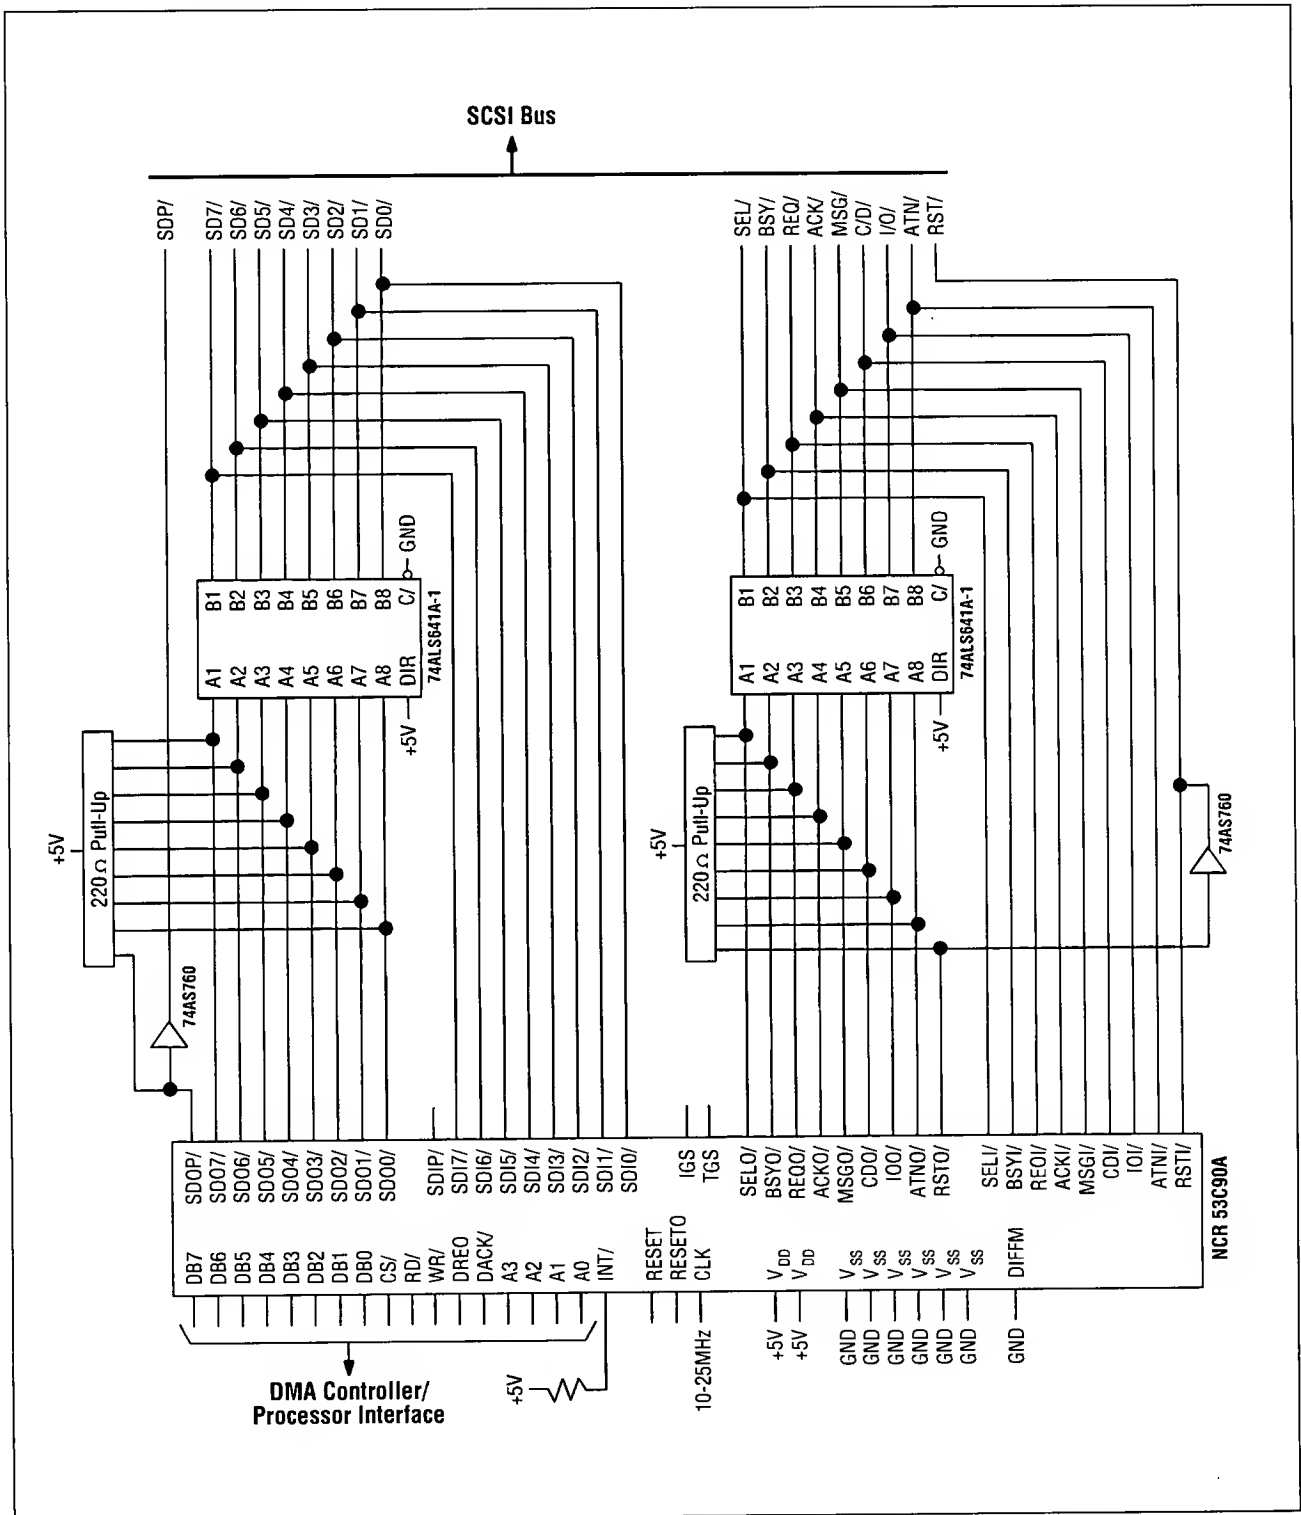 SCSI Bus
SDP/
SD7/
SD6/
SD5/
SD4/
SD3/
SD2/
SD1/
SD0/
SEL/
BSY/
REQ/
ACK/
MSG/
C/D/
I/O/
ATN/
RST/
B1
B2
B3
B4
B5
B6
B7
B8
C/
GND
A1
A2
A3
A4
A5
A6
A7
A8
DIR
+5V
74ALS641A-1
B1
B2
B3
B4
B5
B6
B7
B8
C/
GND
A1
A2
A3
A4
A5
A6
A7
A8
DIR
+5V
74ALS641A-1
+5V
220Ω Pull-Up
+5V
220Ω Pull-Up
74AS760
74AS760
SDOP/
SDO7/
SDO6/
SDO5/
SDO4/
SDO3/
SDO2/
SDO1/
SDO0/
SDIP/
SDI7/
SDI6/
SDI5/
SDI4/
SDI3/
SDI2/
SDI1/
SDI0/
IGS
TGS
SELO/
BSYO/
REQO/
ACKO/
MSGO/
CDO/
IOO/
ATNO/
RSTO/
SELI/
BSYI/
REOI/
ACKI/
MSGI/
CDI/
IOI/
ATNI/
RSTI/
DB7
DB6
DB5
DB4
DB3
DB2
DB1
DB0
CS/
RD/
WR/
DREO
DACK/
A3
A2
A1
A0
INT/
RESET
RESETO
CLK
VDD
VDD
VSS
VSS
VSS
VSS
VSS
VSS
DIFFM
NCR 53C90A
+5V
10-25MHz
+5V
+5V
GND
GND
GND
GND
GND
GND
GND
DMA Controller/
Processor Interface